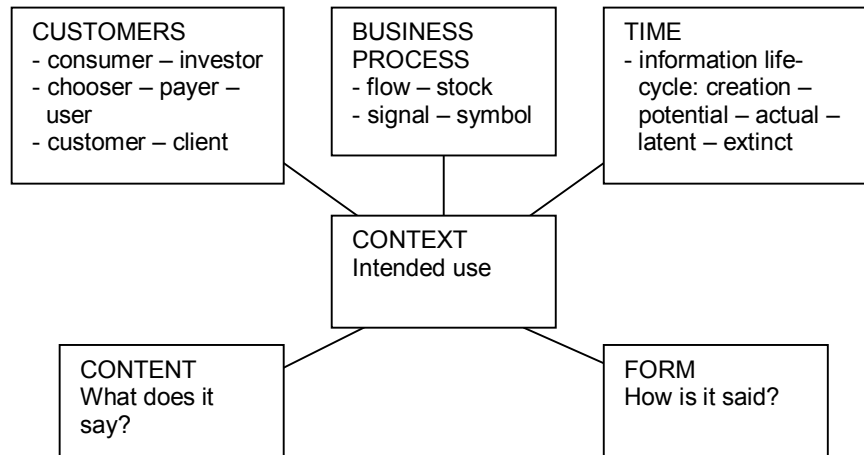 CUSTOMERS
- consumer – investor
- chooser – payer –
user
- customer – client
BUSINESS
PROCESS
- flow – stock
- signal – symbol
TIME
- information life-
cycle: creation –
potential – actual –
latent – extinct
CONTEXT
Intended use
CONTENT
What does it
say?
FORM
How is it said?